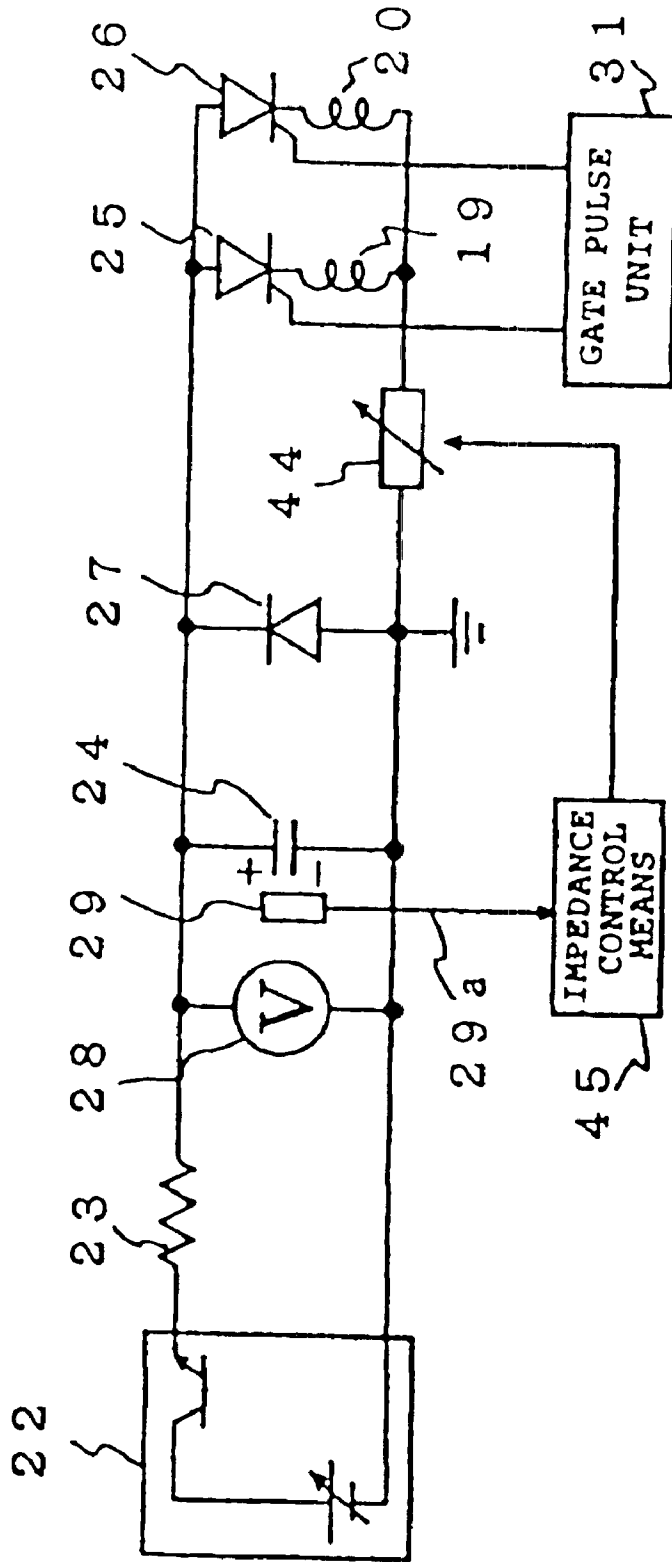 22
23
28
29
24
27
44
25
26
+
−
V
19
20
29a
IMPEDANCE
CONTROL
MEANS
45
GATE PULSE
UNIT
31